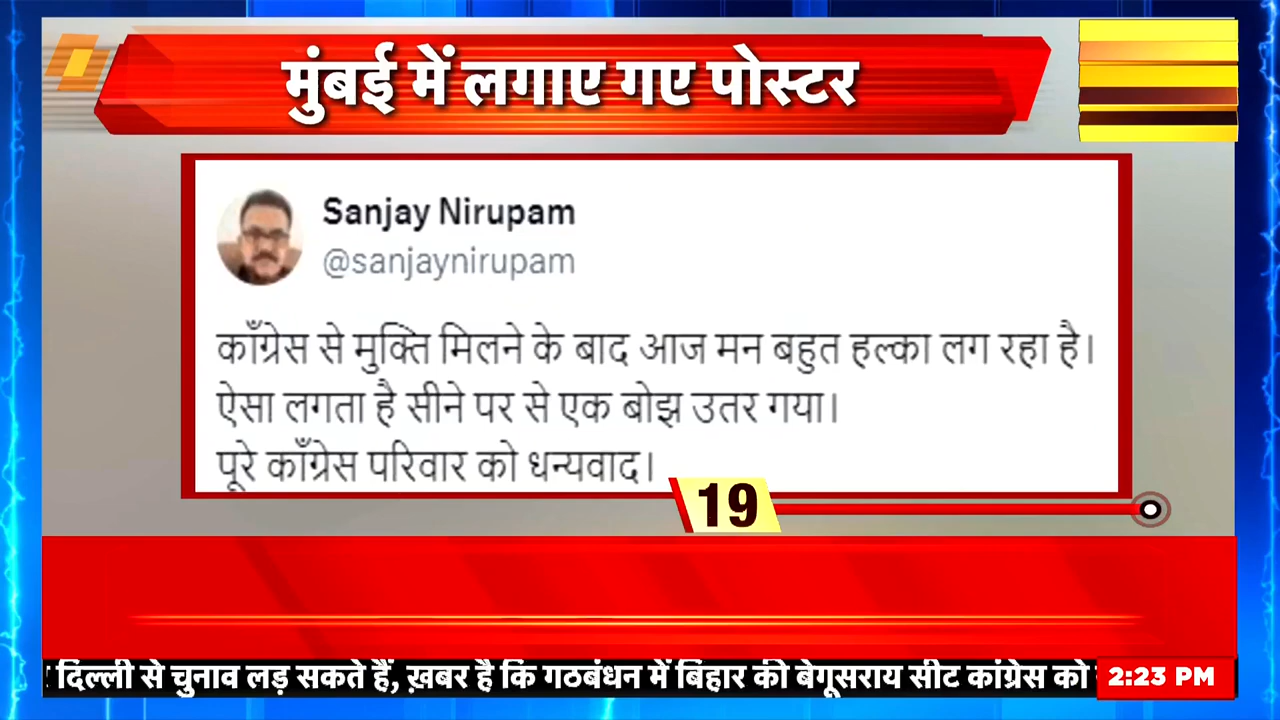 मुंबई में लगाए गए पोस्टर
Sanjay Nirupam
@sanjaynirupam
काँग्रेस से मुक्ति मिलने के बाद आज मन बहुत हल्का लग रहा है।
ऐसा लगता है सीने पर से एक बोझ उतर गया।
पूरे काँग्रेस परिवार को धन्यवाद।
19
दिल्ली से चुनाव लड़ सकते हैं, ख़बर है कि गठबंधन में बिहार की बेगूसराय सीट कांग्रेस को
2:23 PM